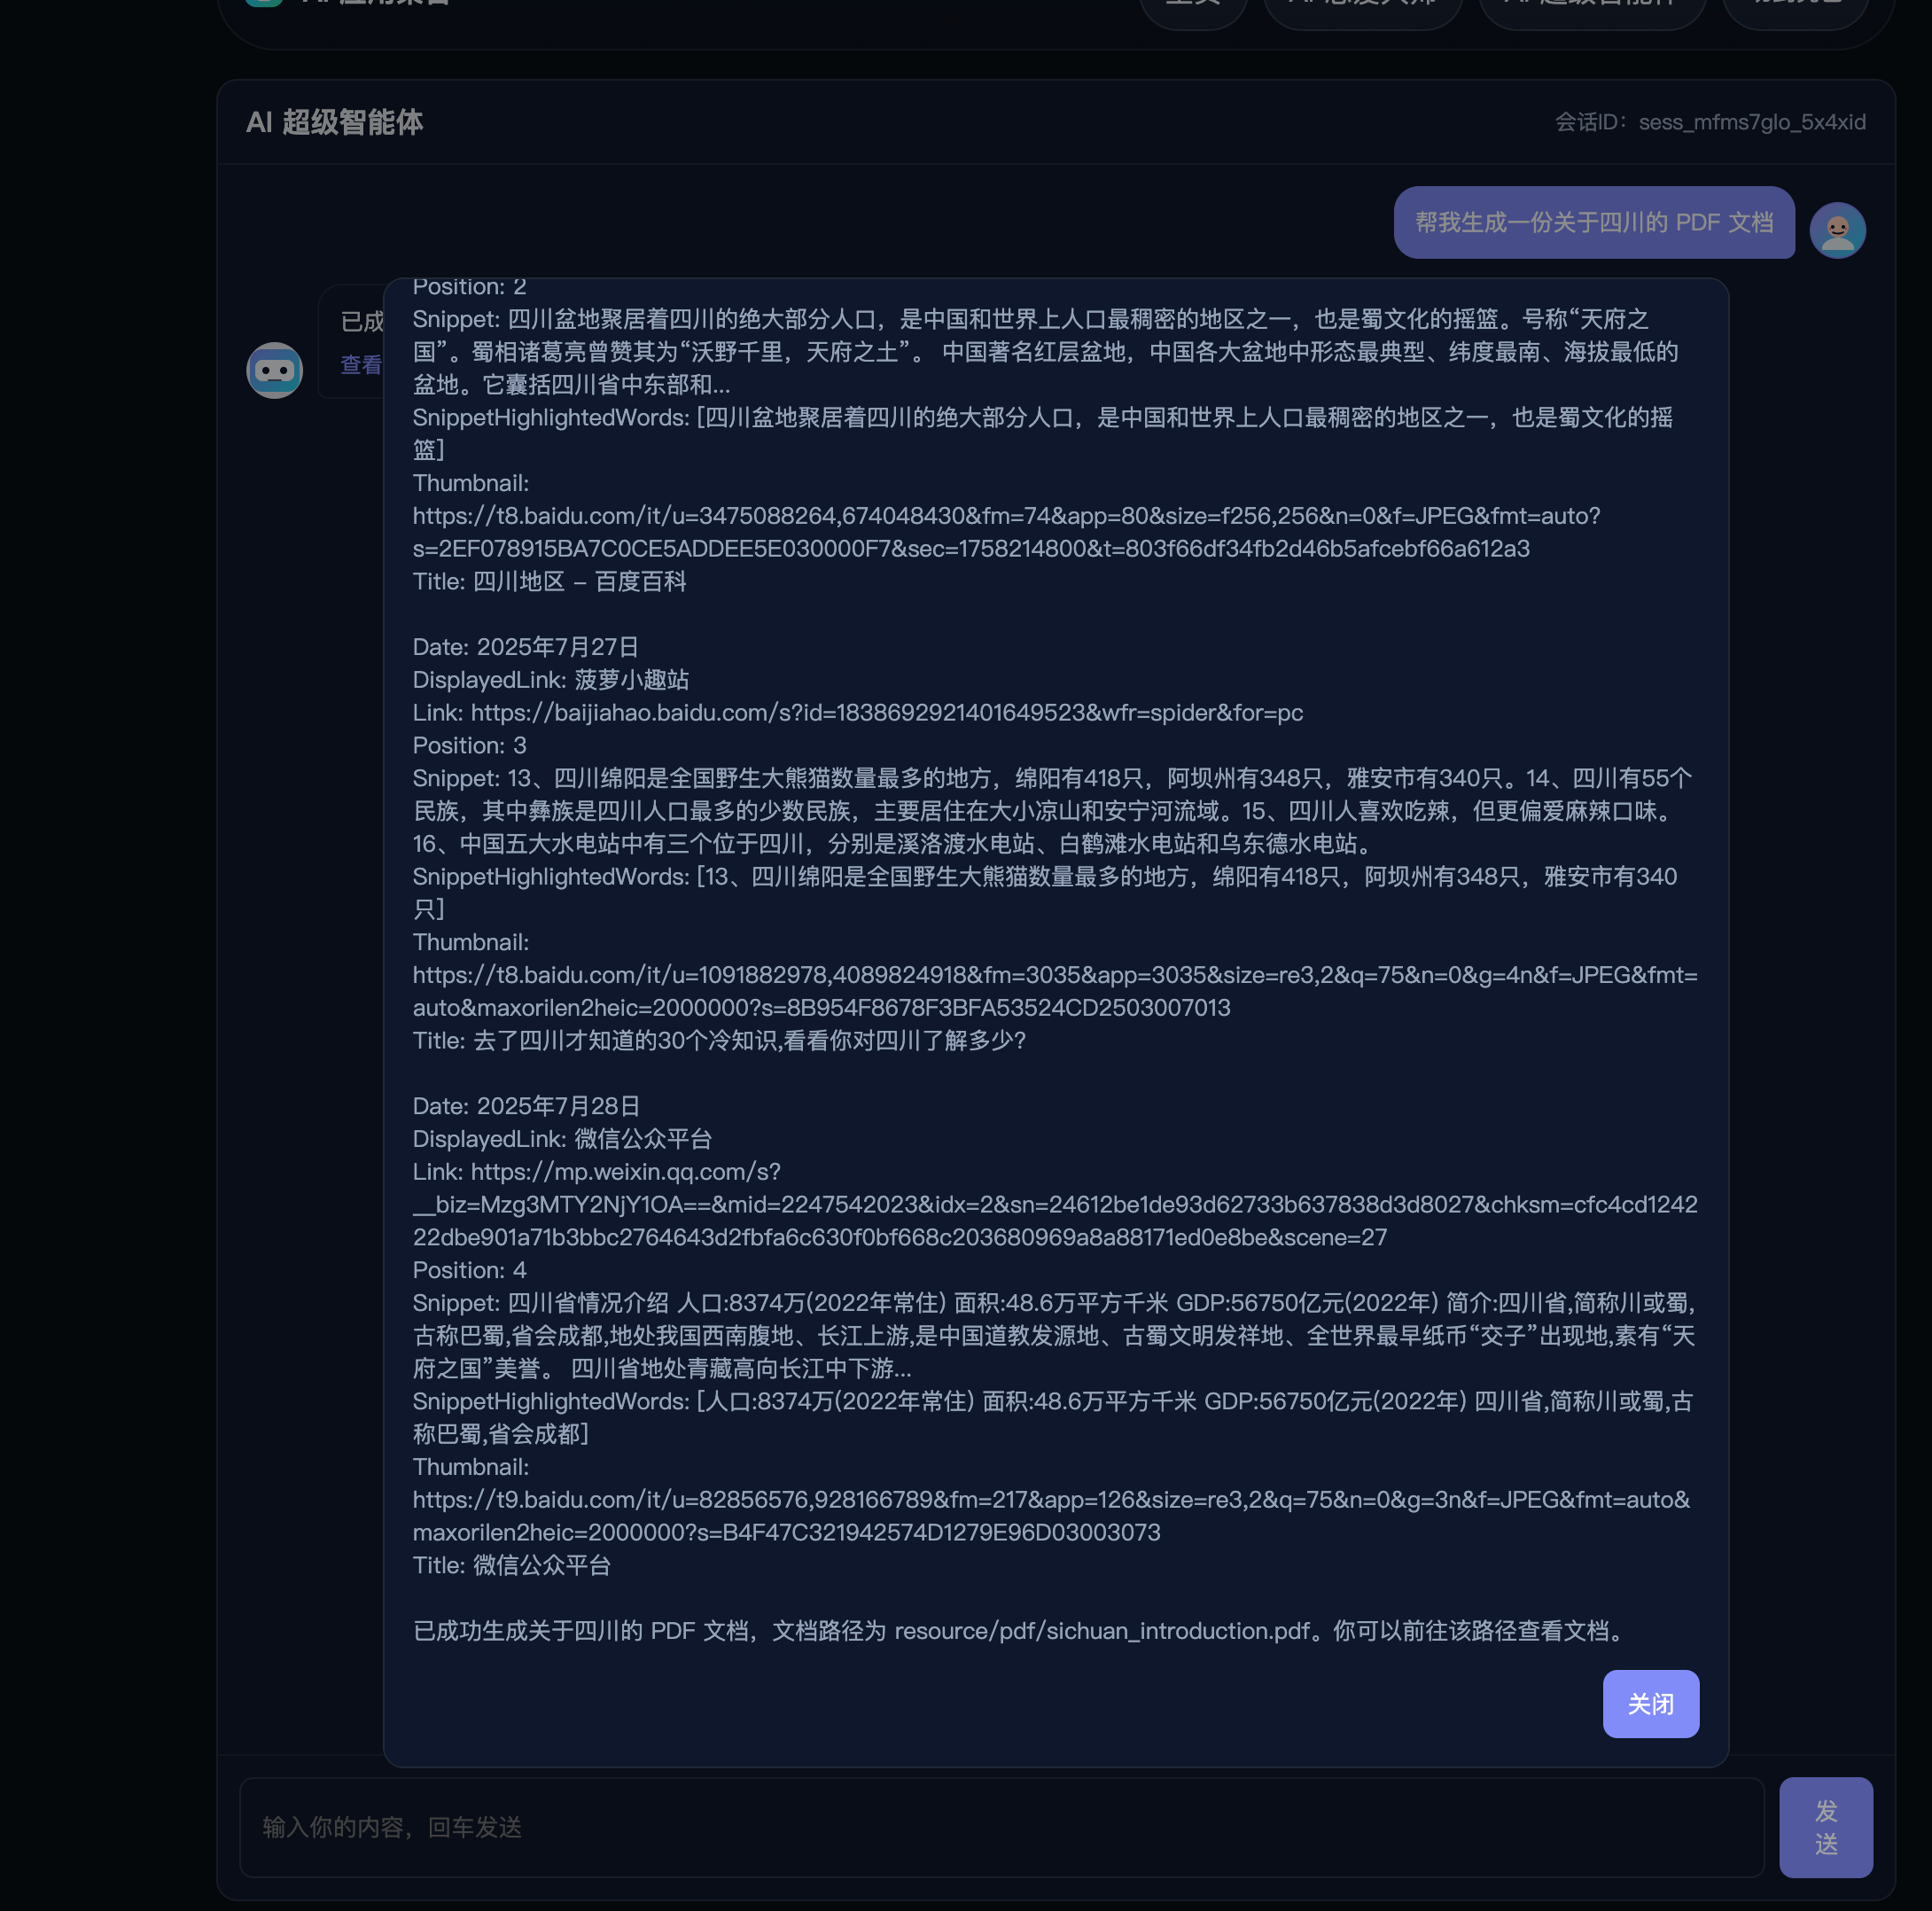 AI 超级智能体
会话ID：sess_mfms7glo_5x4xid
帮我生成一份关于四川的 PDF 文档
已成
查看
Position: 2
Snippet: 四川盆地聚居着四川的绝大部分人口，是中国和世界上人口最稠密的地区之一，也是蜀文化的摇篮。号称“天府之
国”。蜀相诸葛亮曾赞其为“沃野千里，天府之土”。 中国著名红层盆地，中国各大盆地中形态最典型、纬度最南、海拔最低的
盆地。它囊括四川省中东部和...
SnippetHighlightedWords: [四川盆地聚居着四川的绝大部分人口，是中国和世界上人口最稠密的地区之一，也是蜀文化的摇
篮]
Thumbnail:
https://t8.baidu.com/it/u=3475088264,674048430&fm=74&app=80&size=f256,256&n=0&f=JPEG&fmt=auto?
s=2EF078915BA7C0CE5ADDEE5E030000F7&sec=1758214800&t=803f66df34fb2d46b5afcebf66a612a3
Title: 四川地区 – 百度百科
Date: 2025年7月27日
DisplayedLink: 菠萝小趣站
Link: https://baijiahao.baidu.com/s?id=1838692921401649523&wfr=spider&for=pc
Position: 3
Snippet: 13、四川绵阳是全国野生大熊猫数量最多的地方，绵阳有418只，阿坝州有348只，雅安市有340只。14、四川有55个
民族，其中彝族是四川人口最多的少数民族，主要居住在大小凉山和安宁河流域。15、四川人喜欢吃辣，但更偏爱麻辣口味。
16、中国五大水电站中有三个位于四川，分别是溪洛渡水电站、白鹤滩水电站和乌东德水电站。
SnippetHighlightedWords: [13、四川绵阳是全国野生大熊猫数量最多的地方，绵阳有418只，阿坝州有348只，雅安市有340
只]
Thumbnail:
https://t8.baidu.com/it/u=1091882978,4089824918&fm=3035&app=3035&size=re3,2&q=75&n=0&g=4n&f=JPEG&fmt=
auto&maxorilen2heic=2000000?s=8B954F8678F3BFA53524CD2503007013
Title: 去了四川才知道的30个冷知识,看看你对四川了解多少?
Date: 2025年7月28日
DisplayedLink: 微信公众平台
Link: https://mp.weixin.qq.com/s?
__biz=Mzg3MTY2NjY1OA==&mid=2247542023&idx=2&sn=24612be1de93d62733b637838d3d8027&chksm=cfc4cd124
22dbe901a71b3bbc2764643d2fbfa6c630f0bf668c203680969a8a88171ed0e8be&scene=27
Position: 4
Snippet: 四川省情况介绍 人口:8374万(2022年常住) 面积:48.6万平方千米 GDP:56750亿元(2022年) 简介:四川省,简称川或蜀,
古称巴蜀,省会成都,地处我国西南腹地、长江上游,是中国道教发源地、古蜀文明发祥地、全世界最早纸币“交子”出现地,素有“天
府之国”美誉。 四川省地处青藏高向长江中下游...
SnippetHighlightedWords: [人口:8374万(2022年常住) 面积:48.6万平方千米 GDP:56750亿元(2022年) 四川省,简称川或蜀,古
称巴蜀,省会成都]
Thumbnail:
https://t9.baidu.com/it/u=82856576,928166789&fm=217&app=126&size=re3,2&q=75&n=0&g=3n&f=JPEG&fmt=auto&
maxorilen2heic=2000000?s=B4F47C321942574D1279E96D03003073
Title: 微信公众平台
已成功生成关于四川的 PDF 文档，文档路径为 resource/pdf/sichuan_introduction.pdf。你可以前往该路径查看文档。
关闭
输入你的内容，回车发送
发
送